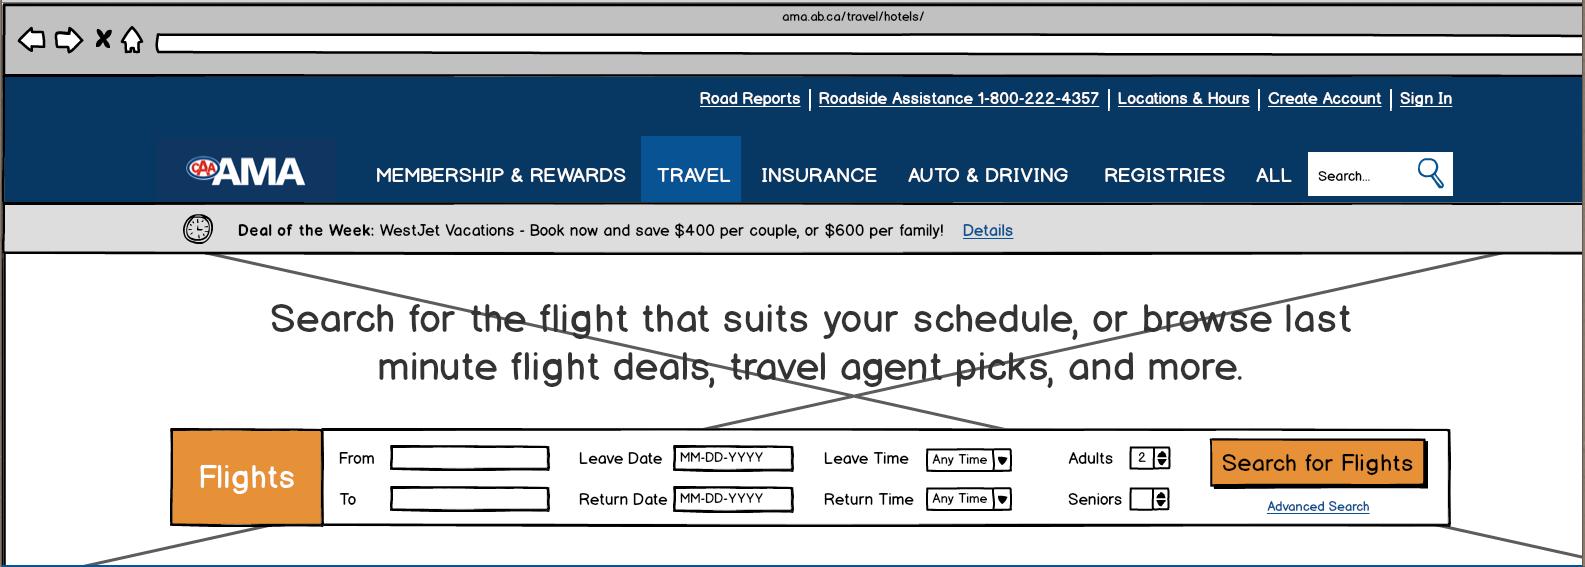 ama.ab.ca/travel/hotels/
Road Reports | Roadside Assistance 1-800-222-4357 | Locations & Hours | Create Account | Sign In
CAA AMA MEMBERSHIP & REWARDS TRAVEL INSURANCE AUTO & DRIVING REGISTRIES ALL Search...
Deal of the Week: WestJet Vacations - Book now and save $400 per couple, or $600 per family! Details
Search for the flight that suits your schedule, or browse last
minute flight deals, travel agent picks, and more.
Flights
From Leave Date MM-DD-YYYY Leave Time Any Time Adults 2 Search for Flights
To Return Date MM-DD-YYYY Return Time Any Time Seniors Advanced Search